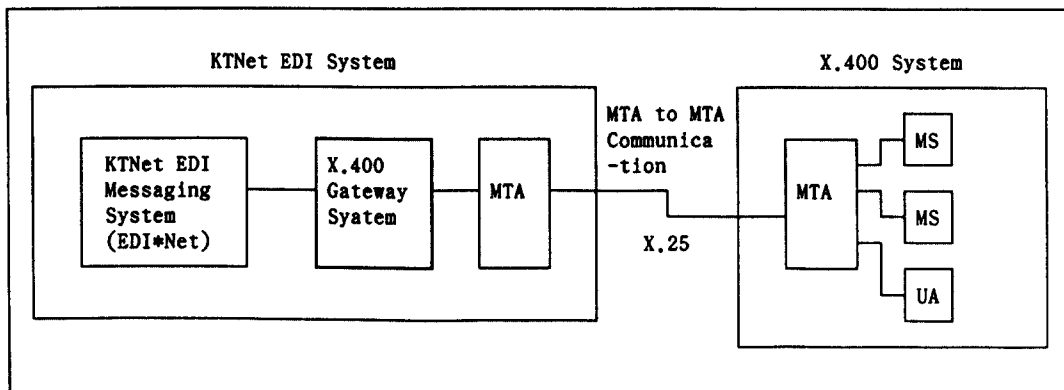 KTNet EDI System
X.400 System
KTNet EDI
Messaging
System
(EDI*Net)
X.400
Gateway
Syatem
MTA
MTA to MTA
Communica
-tion
X.25
MTA
MS
MS
UA